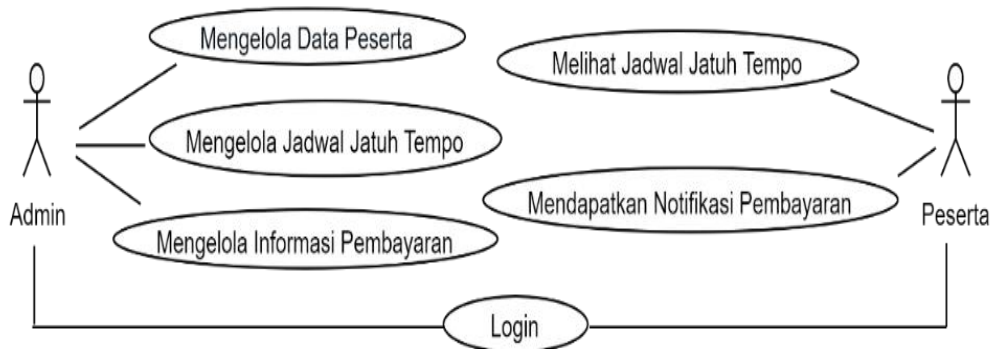 Mengelola Data Peserta
Melihat Jadwal Jatuh Tempo
Mengelola Jadwal Jatuh Tempo
Mendapatkan Notifikasi Pembayaran
Admin
Peserta
Mengelola Informasi Pembayaran
Login